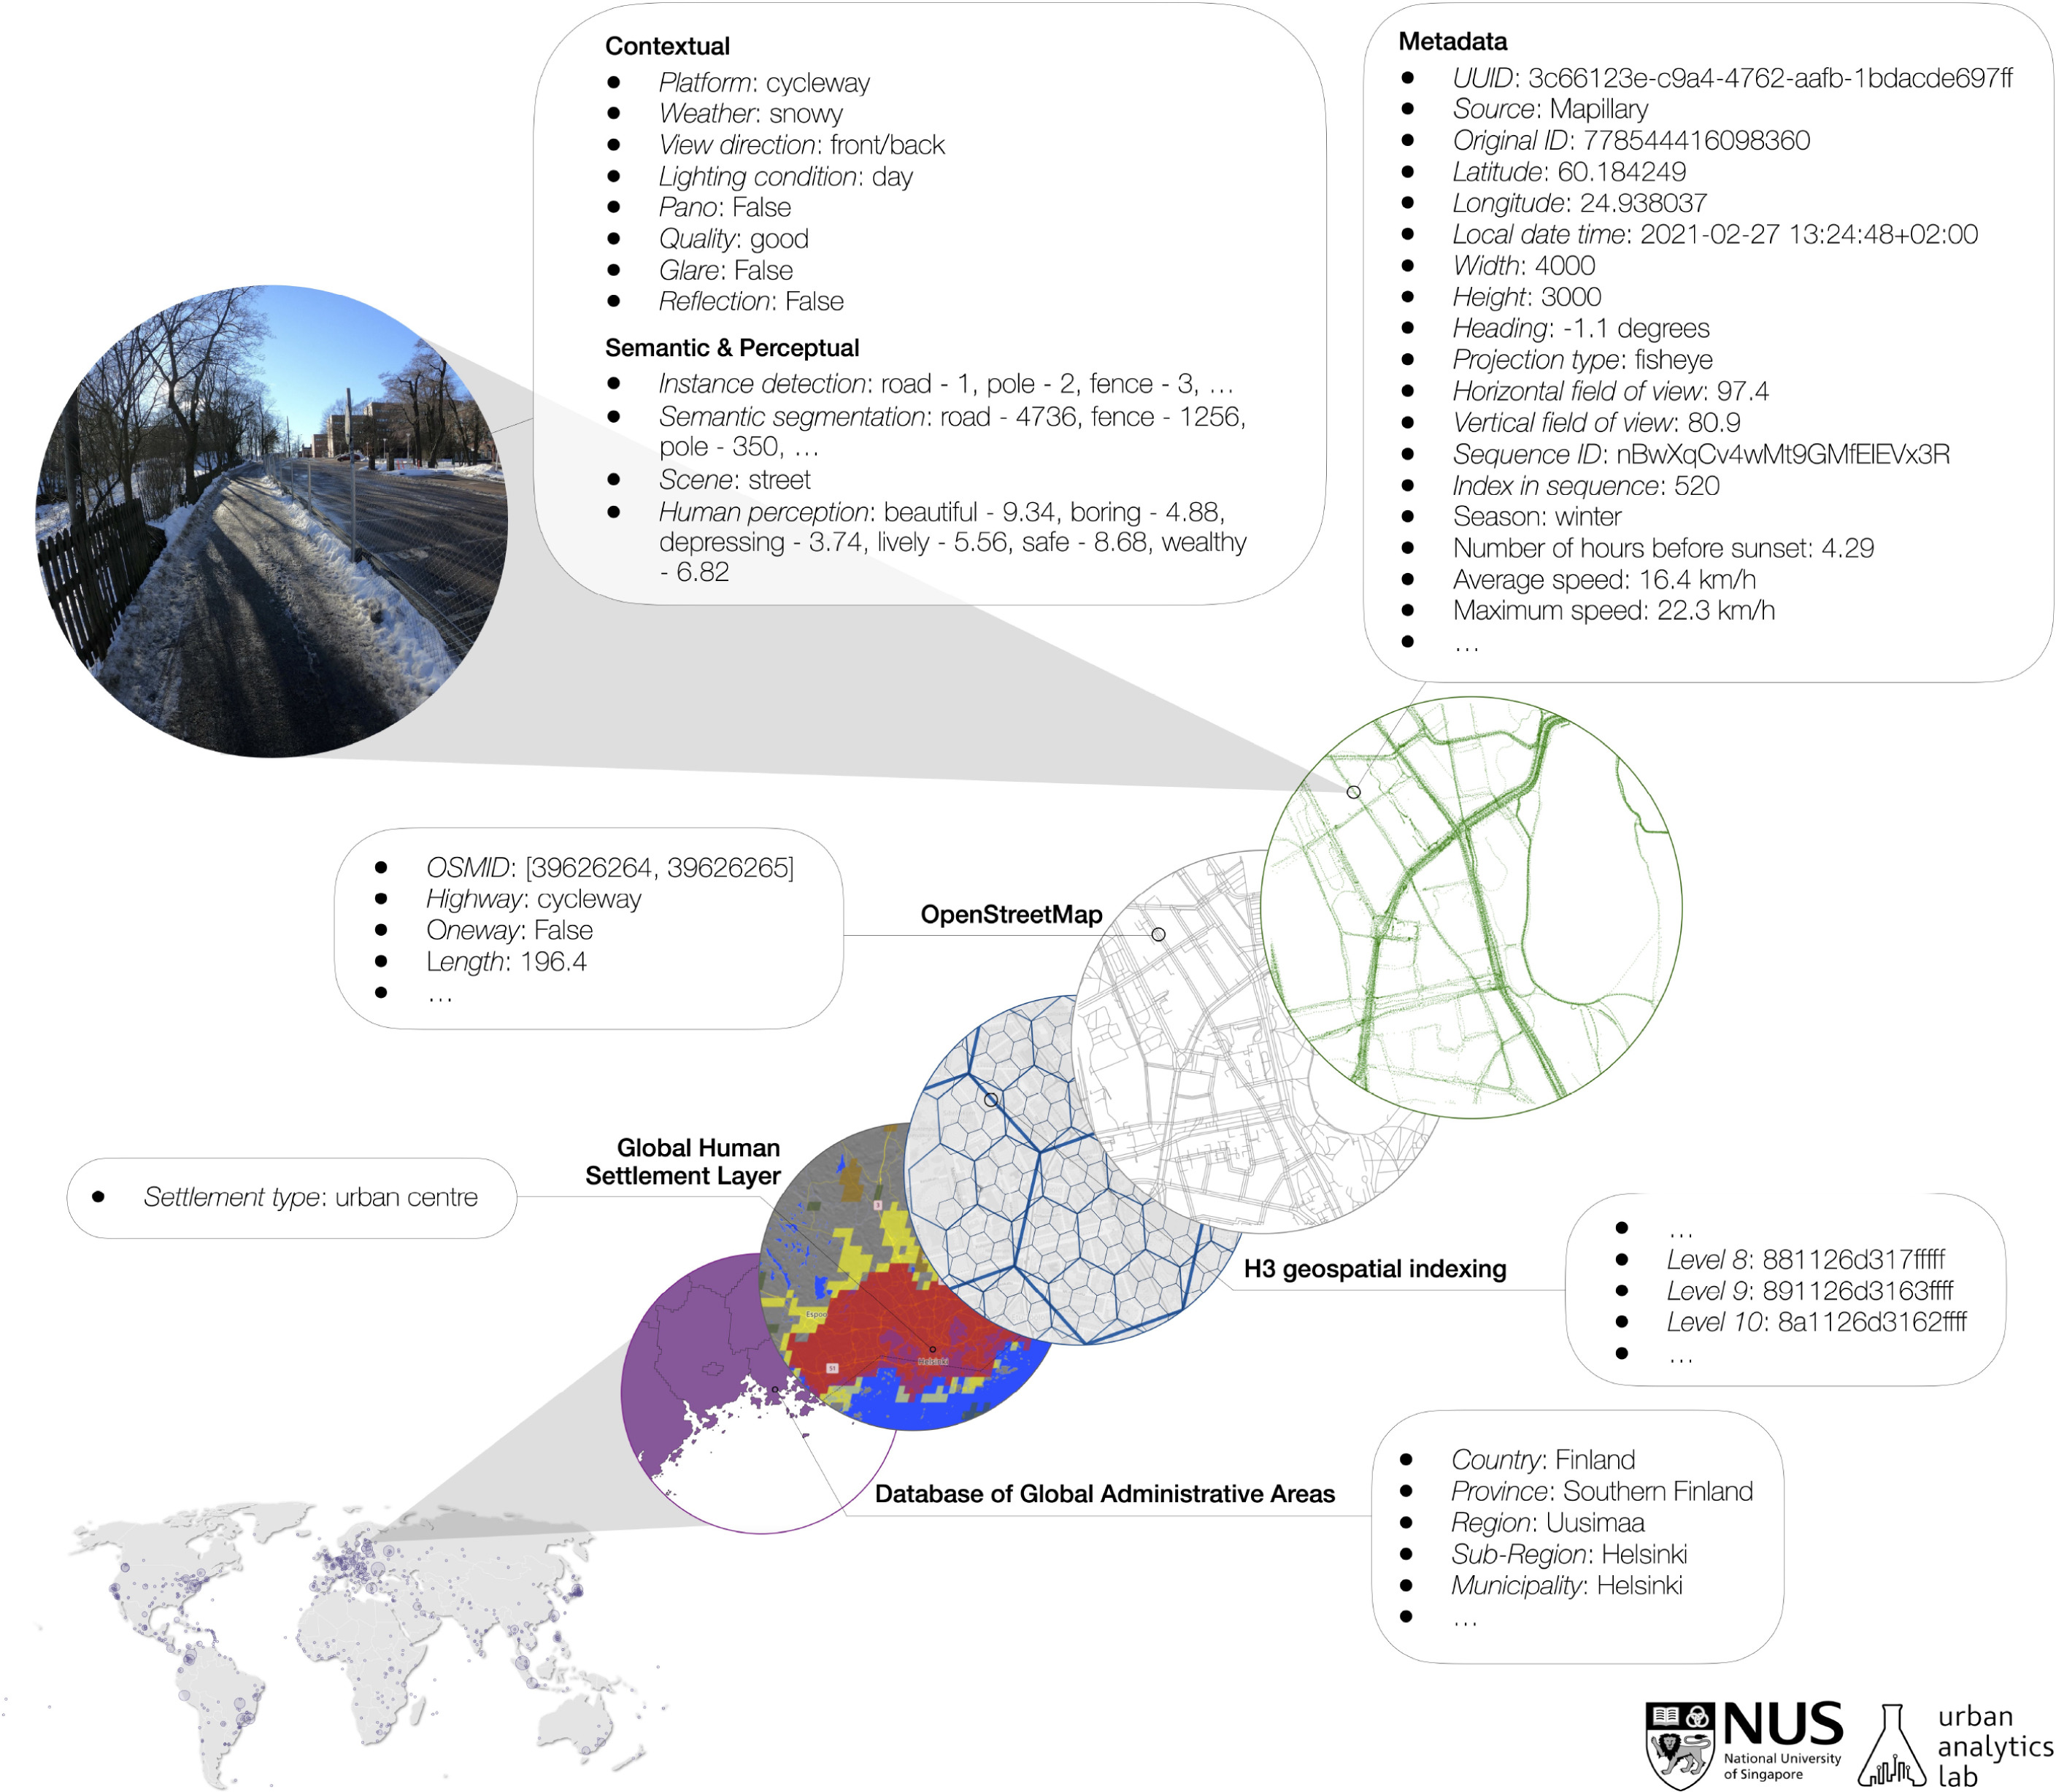 Contextual
Platform: cycleway
Weather: snowy
View direction: front/back
Lighting condition: day
Pano: False
Quality: good
Glare: False
Reflection: False
Semantic & Perceptual
Instance detection: road - 1, pole - 2, fence - 3, …
Semantic segmentation: road - 4736, fence - 1256,
pole - 350, …
Scene: street
Human perception: beautiful - 9.34, boring - 4.88,
depressing - 3.74, lively - 5.56, safe - 8.68, wealthy
- 6.82
Metadata
UUID: 3c66123e-c9a4-4762-aafb-1bdacde697ff
Source: Mapillary
Original ID: 778544416098360
Latitude: 60.184249
Longitude: 24.938037
Local date time: 2021-02-27 13:24:48+02:00
Width: 4000
Height: 3000
Heading: -1.1 degrees
Projection type: fisheye
Horizontal field of view: 97.4
Vertical field of view: 80.9
Sequence ID: nBwXqCv4wMt9GMfElEVx3R
Index in sequence: 520
Season: winter
Number of hours before sunset: 4.29
Average speed: 16.4 km/h
Maximum speed: 22.3 km/h
…
OSMID: [39626264, 39626265]
Highway: cycleway
Oneway: False
Length: 196.4
…
OpenStreetMap
Global Human
Settlement Layer
Settlement type: urban centre
3
Espoo
51
Helsinki
H3 geospatial indexing
…
Level 8: 881126d317fffff
Level 9: 891126d3163ffff
Level 10: 8a1126d3162ffff
…
Database of Global Administrative Areas
Country: Finland
Province: Southern Finland
Region: Uusimaa
Sub-Region: Helsinki
Municipality: Helsinki
…
NUS
National University
of Singapore
urban
analytics
lab